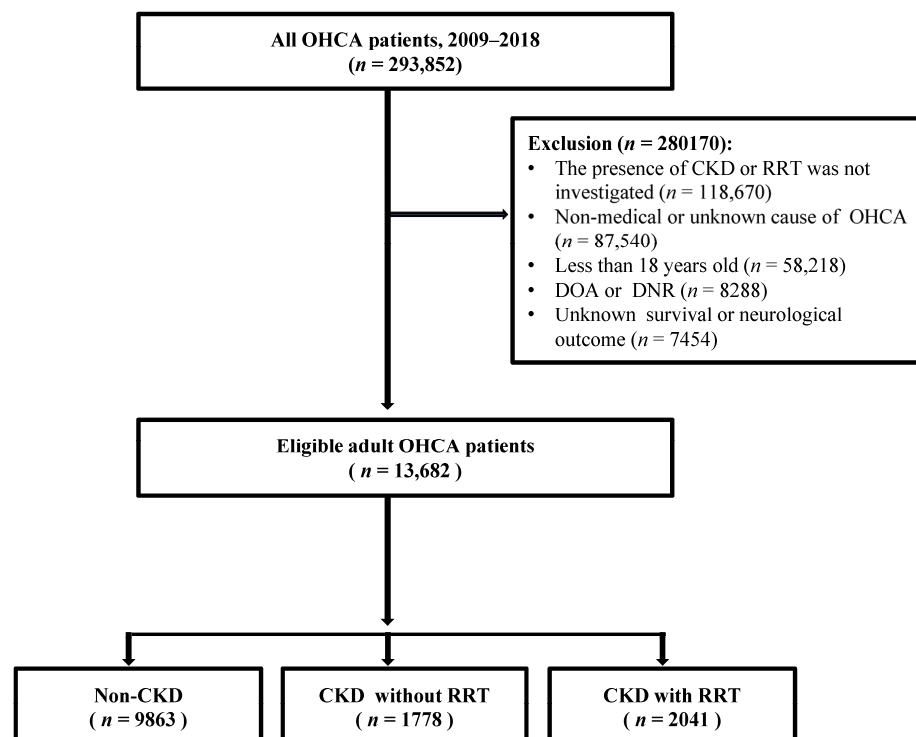 All OHCA patients, 2009–2018
(n = 293,852)
Exclusion (n = 280170):
• The presence of CKD or RRT was not
investigated (n = 118,670)
• Non-medical or unknown cause of OHCA
(n = 87,540)
• Less than 18 years old (n = 58,218)
• DOA or DNR (n = 8288)
• Unknown survival or neurological
outcome (n = 7454)
Eligible adult OHCA patients
( n = 13,682 )
Non-CKD
( n = 9863 )
CKD without RRT
( n = 1778 )
CKD with RRT
( n = 2041 )